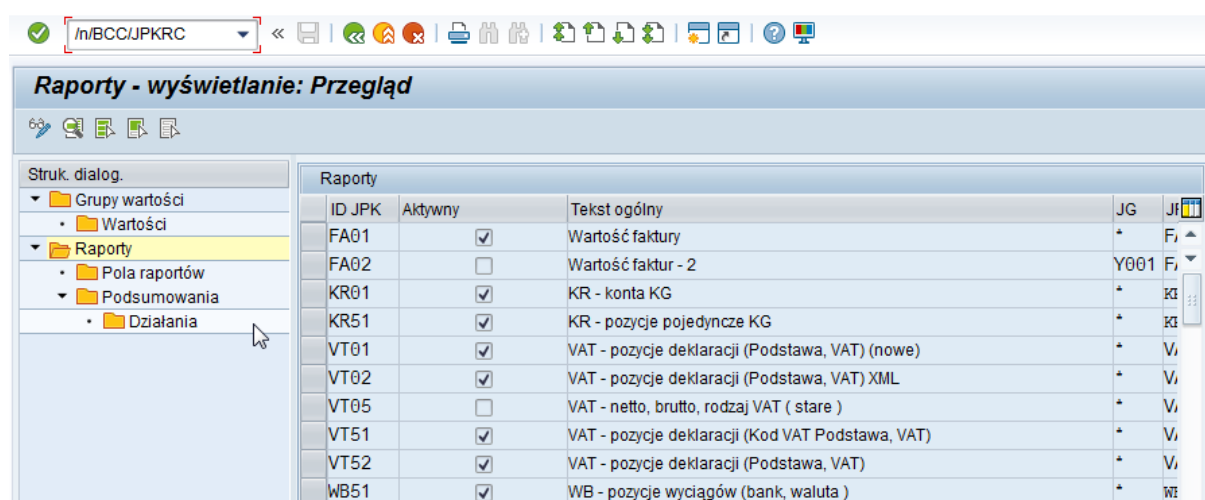 /n/BCC/JPKRC
Raporty - wyświetlanie: Przegląd
Struk. dialog.
Grupy wartości
Wartości
Raporty
Pola raportów
Podsumowania
Działania
Raporty
ID JPK Aktywny Tekst ogólny JG
FA01 Wartość faktury *
FA02 Wartość faktur - 2 Y001
KR01 KR - konta KG *
KR51 KR - pozycje pojedyncze KG *
VT01 VAT - pozycje deklaracji (Podstawa, VAT) (nowe) *
VT02 VAT - pozycje deklaracji (Podstawa, VAT) XML *
VT05 VAT - netto, brutto, rodzaj VAT ( stare ) *
VT51 VAT - pozycje deklaracji (Kod VAT Podstawa, VAT) *
VT52 VAT - pozycje deklaracji (Podstawa, VAT) *
WB51 WB - pozycje wyciągów (bank, waluta ) *